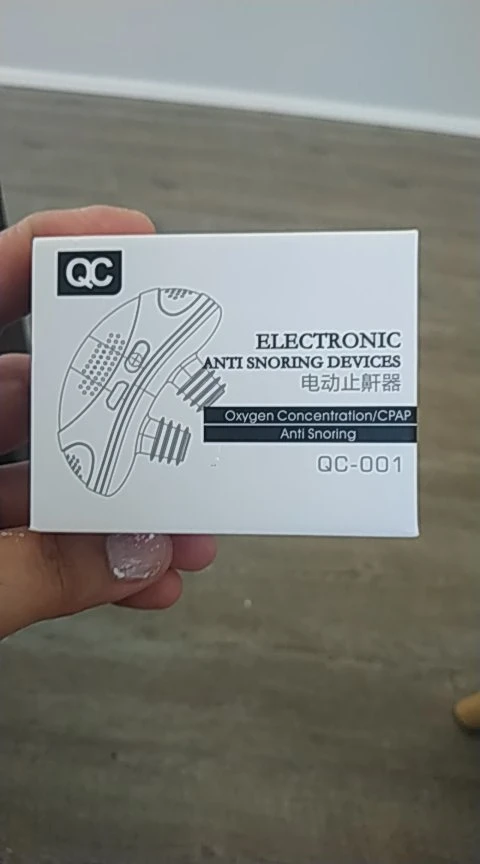 QC
ELECTRONIC
ANTI SNORING DEVICES
电动止鼾器
Oxygen Concentration/CPAP
Anti Snoring
QC-001